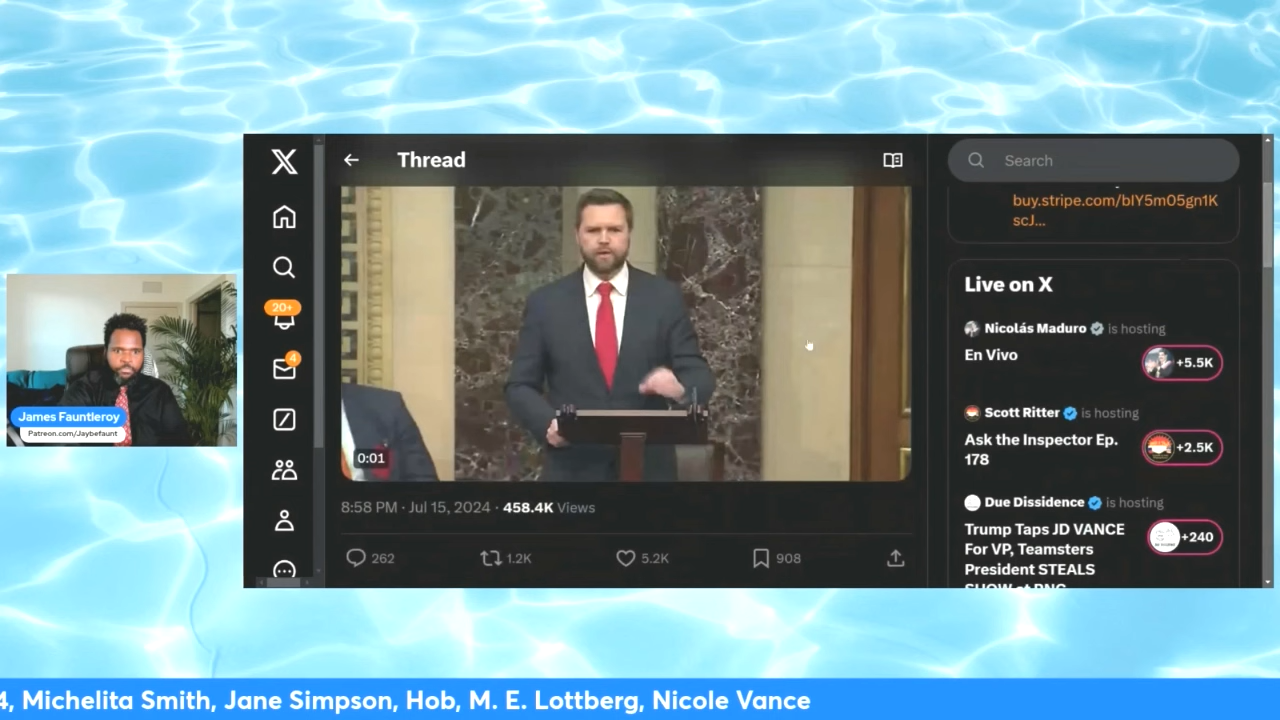 Thread
Search
buy.stripe.com/bIY5m05gn1K
scJ...
Live on X
20+
Nicolás Maduro is hosting
En Vivo
+5.5K
4
Scott Ritter is hosting
Ask the Inspector Ep.
178
+2.5K
James Fauntleroy
Patreon.com/Jaybefaunt
0:01
8:58 PM · Jul 15, 2024 · 458.4K Views
Due Dissidence is hosting
Trump Taps JD VANCE
For VP, Teamsters
President STEALS
SHOW at RNC
+240
262
1.2K
5.2K
908
4, Michelita Smith, Jane Simpson, Hob, M. E. Lottberg, Nicole Vance